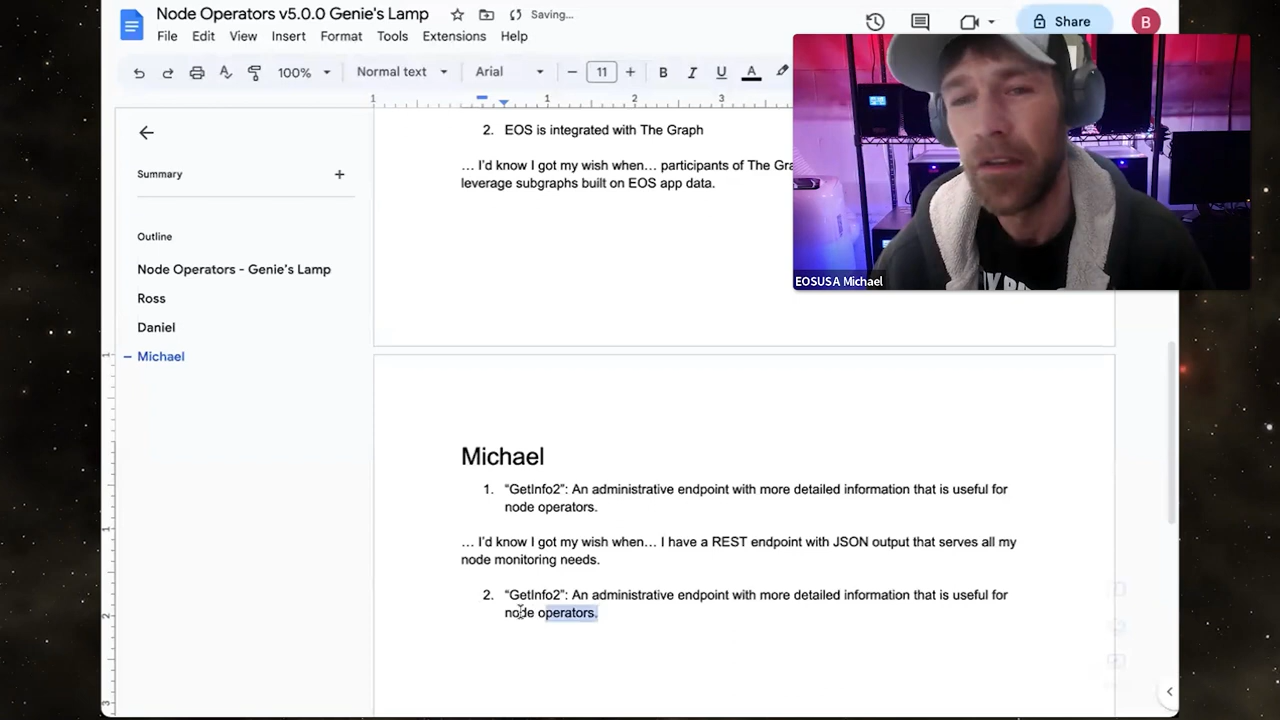 Node Operators v5.0.0 Genie's Lamp
Saving...
File Edit View Insert Format Tools Extensions Help
Share
B
100% Normal text Arial 11 B I U A
1 1 2 3
Summary
Outline
Node Operators - Genie's Lamp
Ross
Daniel
Michael
2. EOS is integrated with The Graph
… I'd know I got my wish when… participants of The Gra
leverage subgraphs built on EOS app data.
EOSUSA Michael
Michael
1. “GetInfo2”: An administrative endpoint with more detailed information that is useful for
node operators.
… I'd know I got my wish when… I have a REST endpoint with JSON output that serves all my
node monitoring needs.
2. “GetInfo2”: An administrative endpoint with more detailed information that is useful for
node operators.